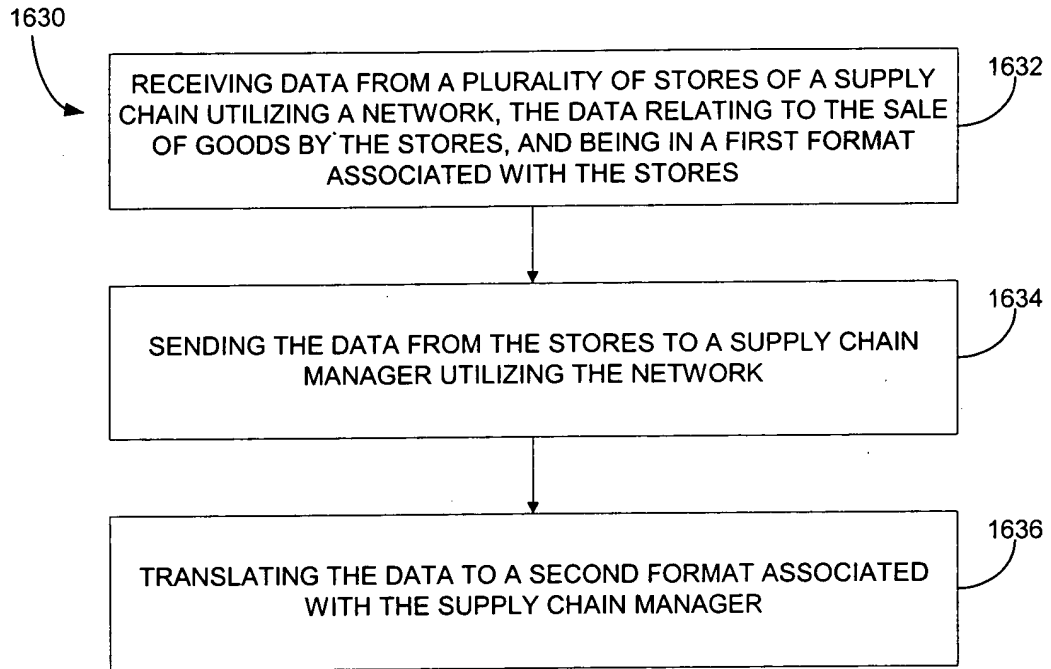 1630
RECEIVING DATA FROM A PLURALITY OF STORES OF A SUPPLY
CHAIN UTILIZING A NETWORK, THE DATA RELATING TO THE SALE
OF GOODS BY THE STORES, AND BEING IN A FIRST FORMAT
ASSOCIATED WITH THE STORES
1632
SENDING THE DATA FROM THE STORES TO A SUPPLY CHAIN
MANAGER UTILIZING THE NETWORK
1634
TRANSLATING THE DATA TO A SECOND FORMAT ASSOCIATED
WITH THE SUPPLY CHAIN MANAGER
1636